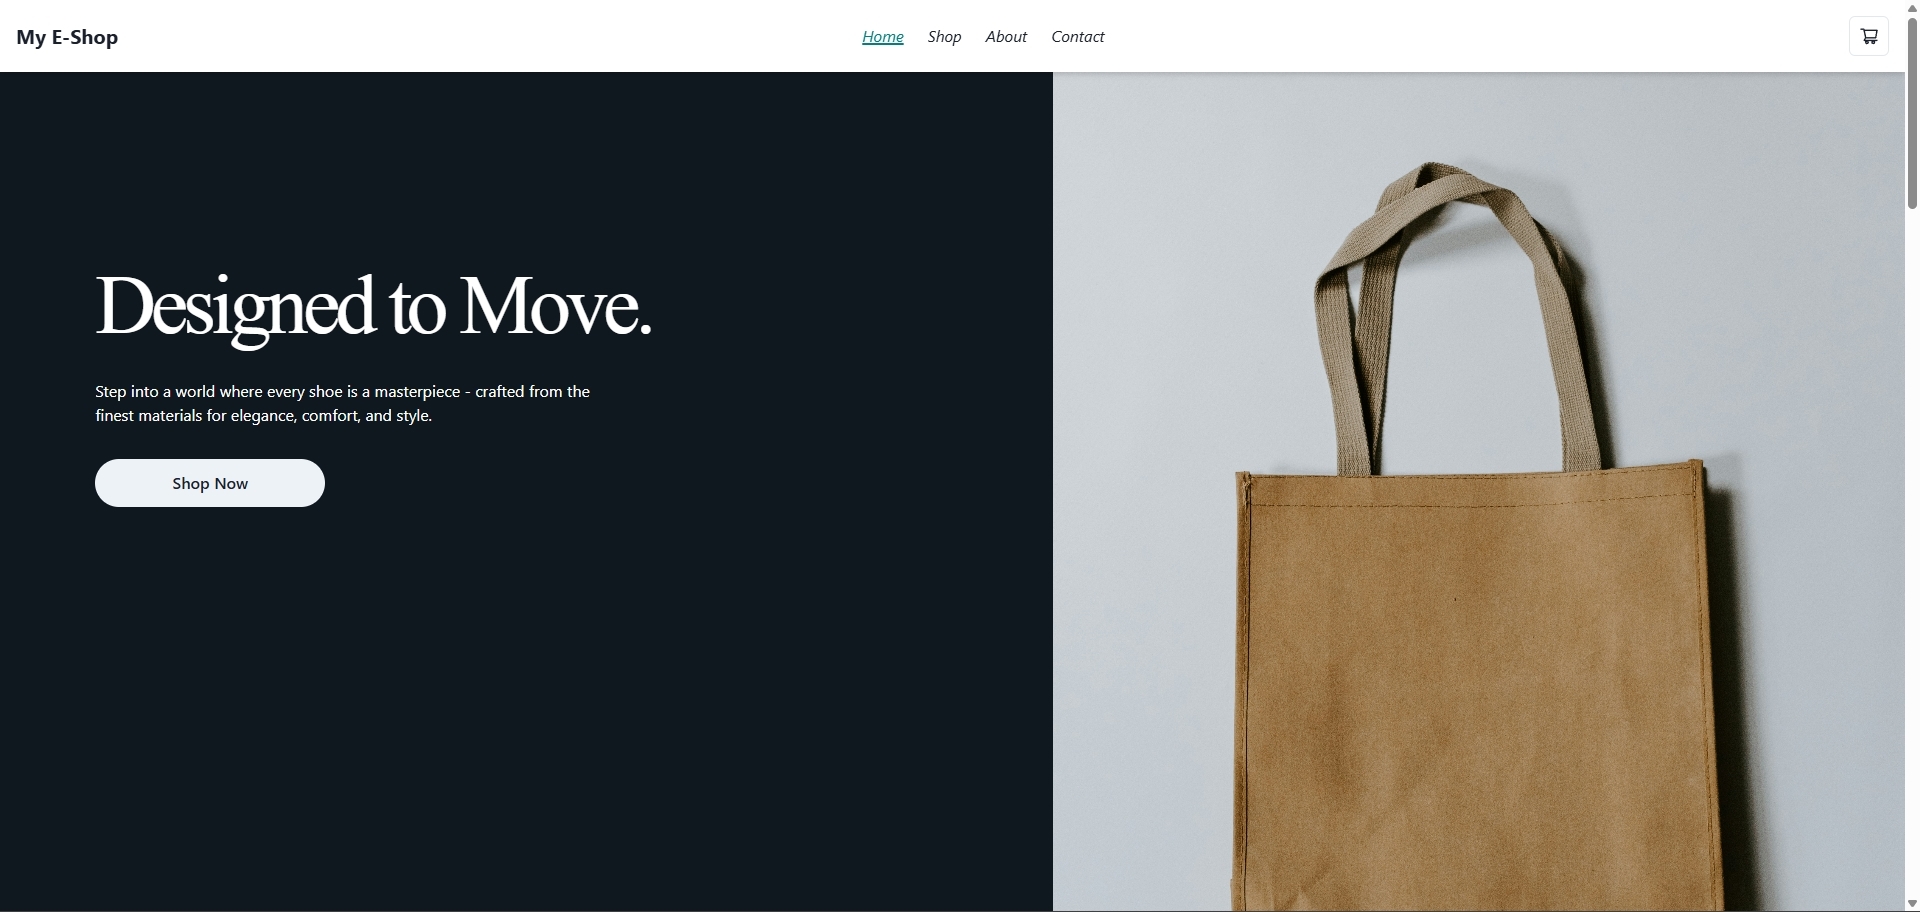 My E-Shop
Home Shop About Contact
Designed to Move.
Step into a world where every shoe is a masterpiece - crafted from the
finest materials for elegance, comfort, and style.
Shop Now